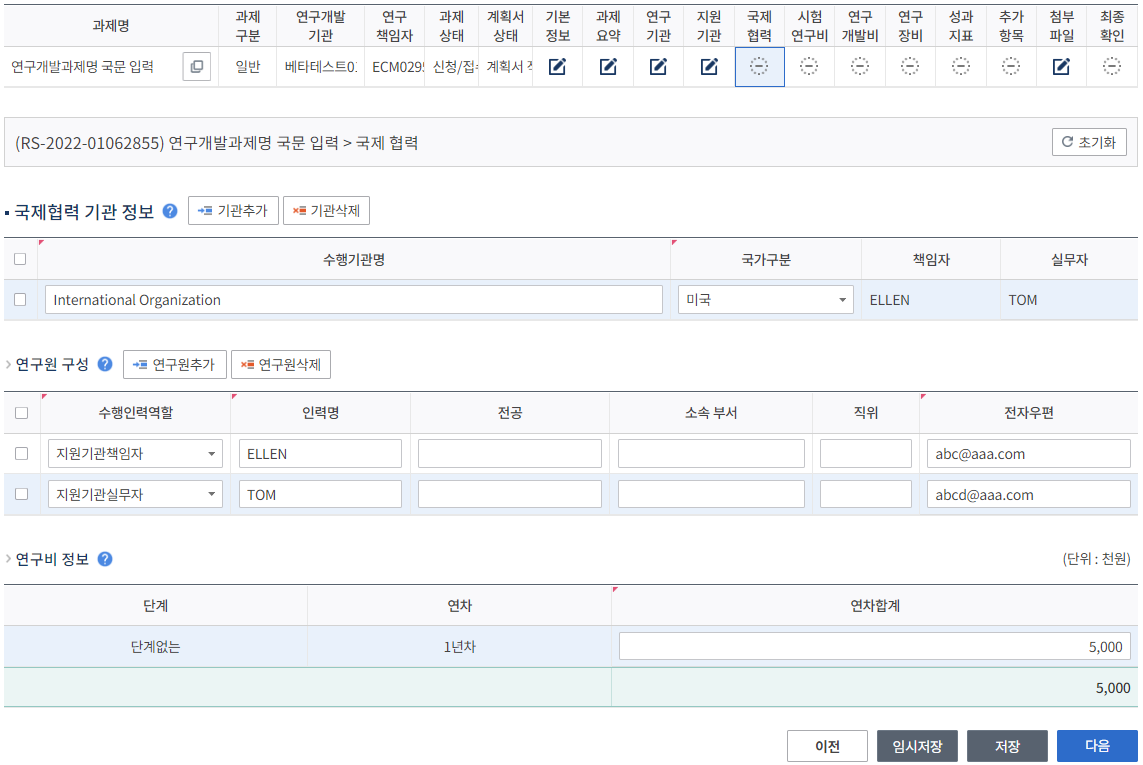 과제명 과제 구분 연구개발 기관 연구 책임자 과제 상태 계획서 상태 기본 정보 과제 요약 연구 기관 지원 기관 국제 협력 시험 연구비 연구 개발비 연구 장비 성과 지표 추가 항목 첨부 파일 최종 확인
연구개발과제명 국문 입력 일반 베타테스트01 ECM0295 신청/접수 계획서
(RS-2022-01062855) 연구개발과제명 국문 입력 > 국제 협력 초기화
국제협력 기관 정보 ? 기관추가 기관삭제
수행기관명 국가구분 책임자 실무자
International Organization 미국 ELLEN TOM
연구원 구성 ? 연구원추가 연구원삭제
수행인력역할 인력명 전공 소속 부서 직위 전자우편
지원기관책임자 ELLEN abc@aaa.com
지원기관실무자 TOM abcd@aaa.com
연구비 정보 ? (단위 : 천원)
단계 연차 연차합계
단계없는 1년차 5,000
5,000
이전 임시저장 저장 다음